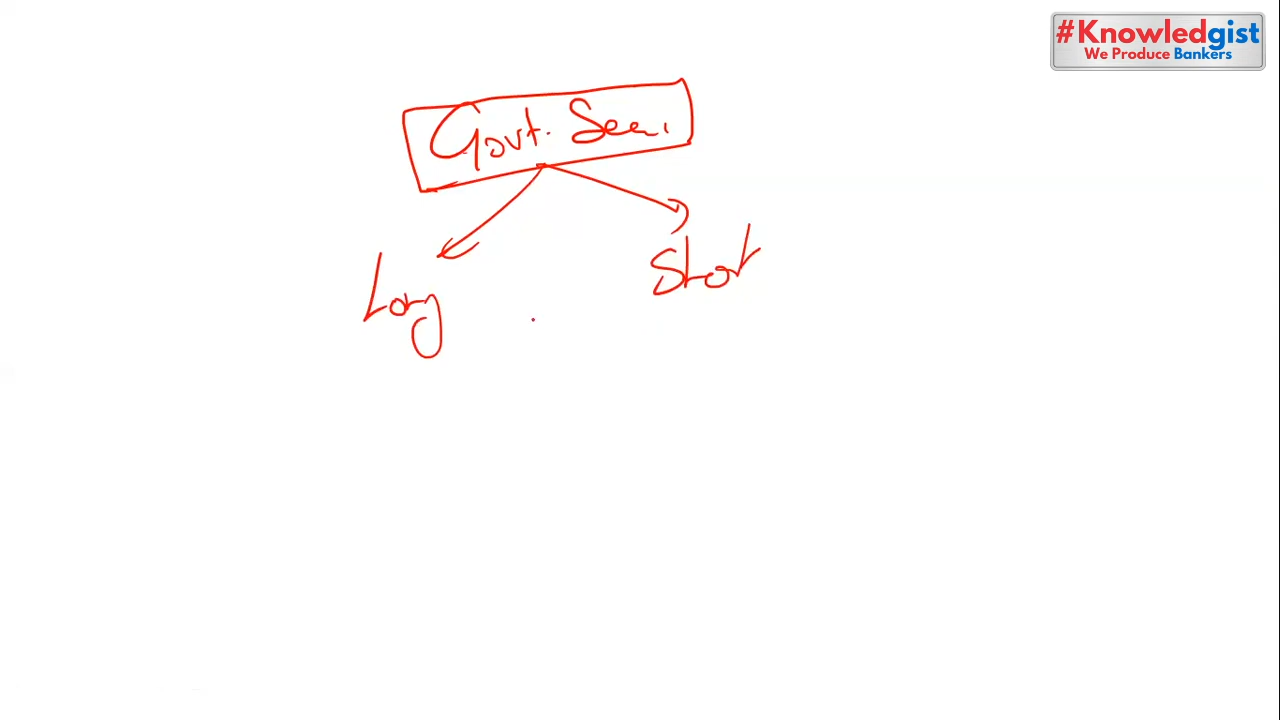 #Knowledgist
We Produce Bankers
Govt. Secu.
Long
Short